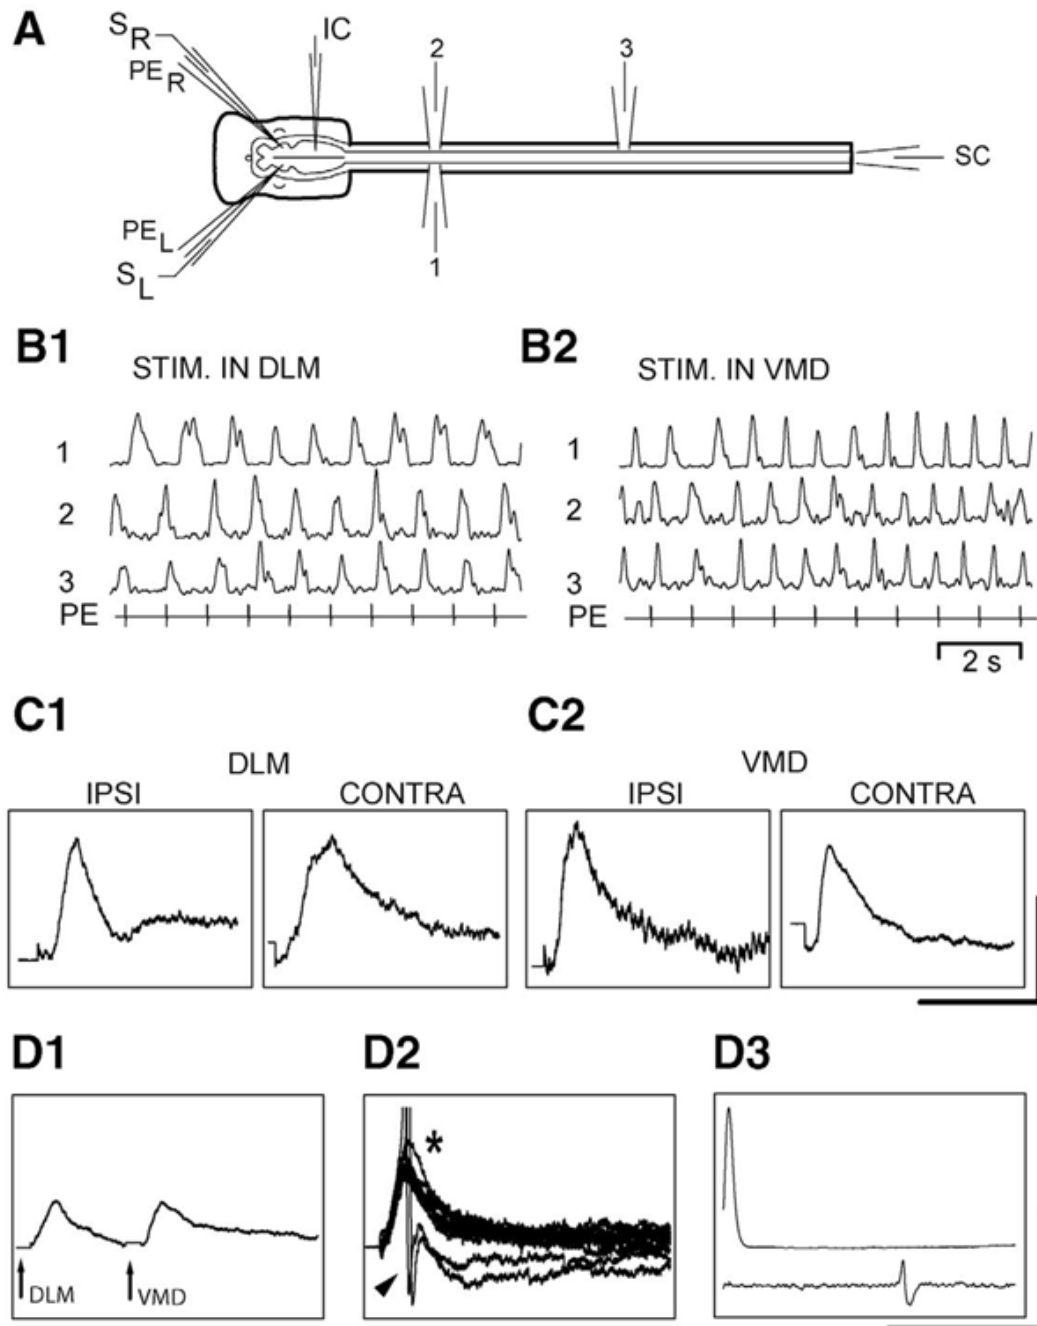 A
SR
IC
PER
2
3
SC
PEL
SL
1
B1
STIM. IN DLM
1
2
3
PE
B2
STIM. IN VMD
1
2
3
PE
2 s
C1
DLM
IPSI
CONTRA
C2
VMD
IPSI
CONTRA
D1
DLM
VMD
D2
*
D3